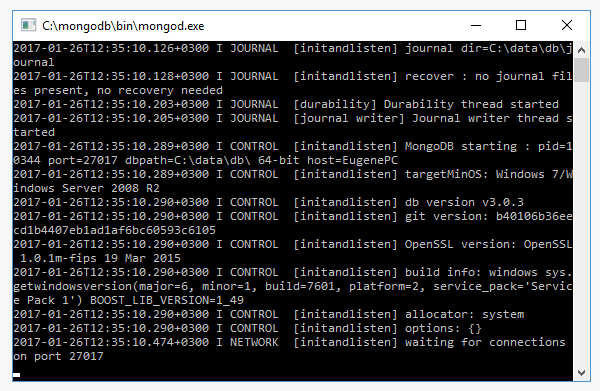 C:\mongodb\bin\mongod.exe
2017-01-26T12:35:10.126+0300 I JOURNAL  [initandlisten] journal dir=C:\data\db\j
ournal
2017-01-26T12:35:10.128+0300 I JOURNAL  [initandlisten] recover : no journal fil
es present, no recovery needed
2017-01-26T12:35:10.203+0300 I JOURNAL  [durability] Durability thread started
2017-01-26T12:35:10.205+0300 I JOURNAL  [journal writer] Journal writer thread s
tarted
2017-01-26T12:35:10.289+0300 I CONTROL  [initandlisten] MongoDB starting : pid=1
0344 port=27017 dbpath=C:\data\db\ 64-bit host=EugenePC
2017-01-26T12:35:10.289+0300 I CONTROL  [initandlisten] targetMinOS: Windows 7/W
indows Server 2008 R2
2017-01-26T12:35:10.290+0300 I CONTROL  [initandlisten] db version v3.0.3
2017-01-26T12:35:10.290+0300 I CONTROL  [initandlisten] git version: b40106b36ee
cd1b4407eb1ad1af6bc60593c6105
2017-01-26T12:35:10.290+0300 I CONTROL  [initandlisten] OpenSSL version: OpenSSL
 1.0.1m-fips 19 Mar 2015
2017-01-26T12:35:10.290+0300 I CONTROL  [initandlisten] build info: windows sys.
getwindowsversion(major=6, minor=1, build=7601, platform=2, service_pack='Servic
e Pack 1') BOOST_LIB_VERSION=1_49
2017-01-26T12:35:10.290+0300 I CONTROL  [initandlisten] allocator: system
2017-01-26T12:35:10.290+0300 I CONTROL  [initandlisten] options: {}
2017-01-26T12:35:10.474+0300 I NETWORK  [initandlisten] waiting for connections
on port 27017